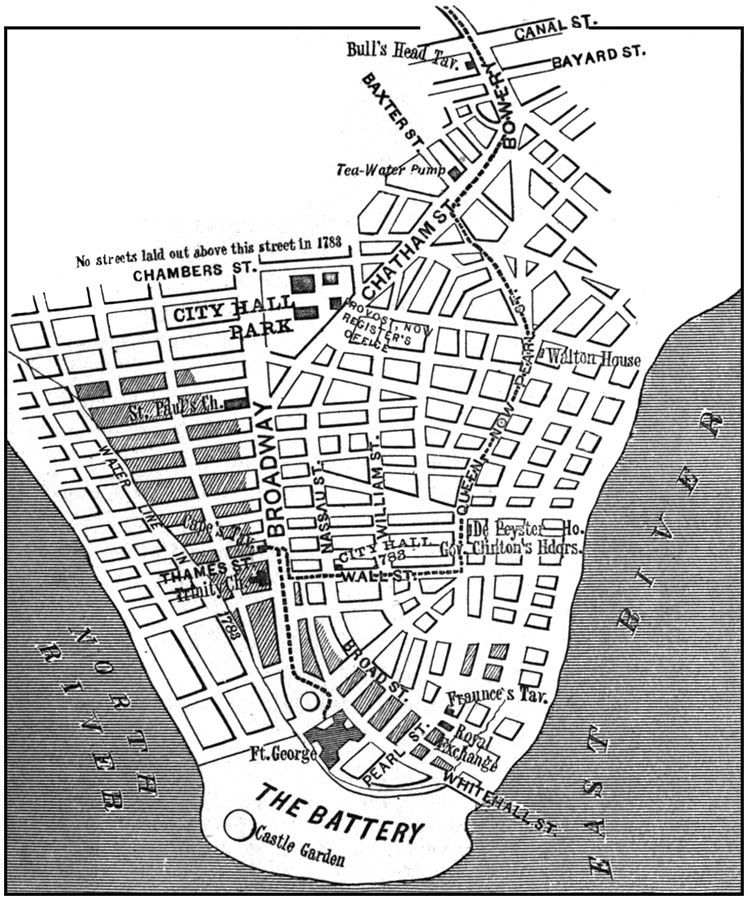 CANAL ST.
Bull's Head Tav.
BAYARD ST.
BOWERY
BAXTER ST.
Tea-Water Pump
CHATHAM ST.
No streets laid out above this street in 1783
CHAMBERS ST.
CITY HALL
PARK
PROVOST, NOW
REGISTER'S
OFFICE
Walton House
St. Paul's Ch.
BROADWAY
NASSAU ST.
WILLIAM ST.
QUEEN NOW PEARL
WATER LINE IN 1783
De Peyster Ho.
Gov. Clinton's Hdqrs.
Cape's Tav.
CITY HALL
1783
WALL ST.
THAMES ST.
Trinity Ch.
BROAD ST.
Fraunce's Tav.
Royal
Exchange
Ft. George
PEARL ST.
WHITEHALL ST.
THE BATTERY
Castle Garden
NORTH
RIVER
EAST RIVER